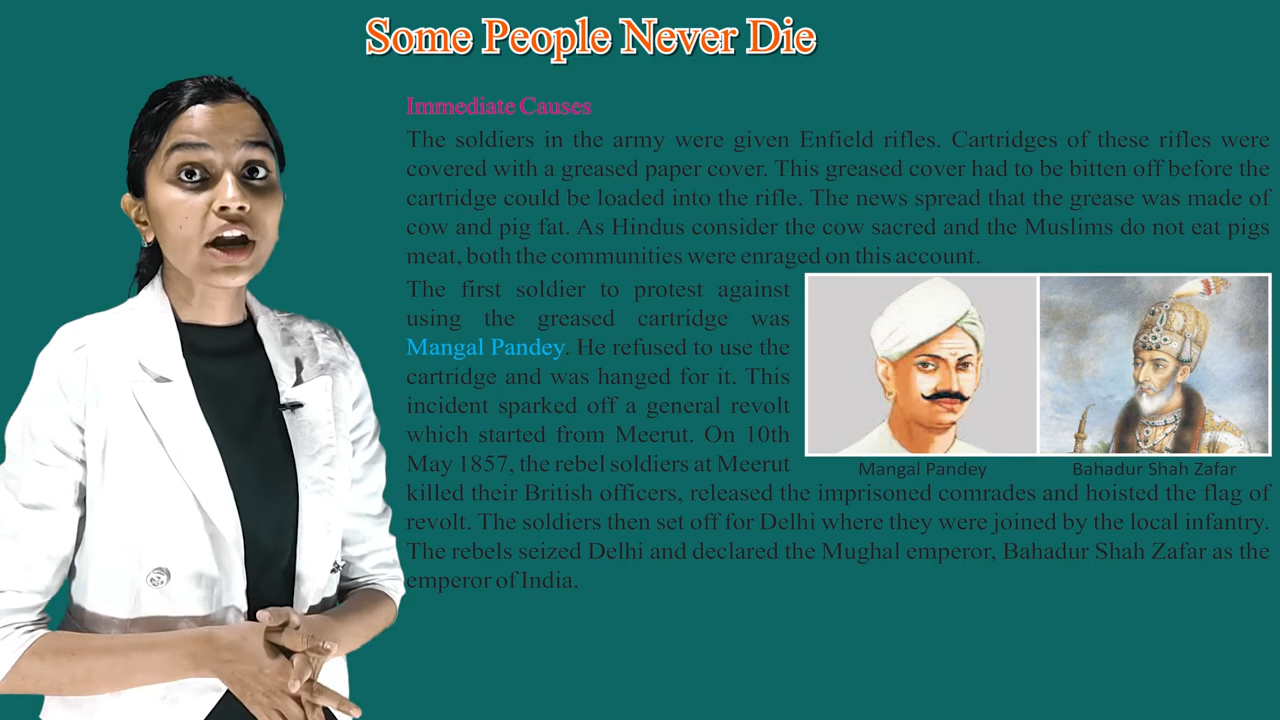 Some People Never Die
Immediate Causes
The soldiers in the army were given Enfield rifles. Cartridges of these rifles were
covered with a greased paper cover. This greased cover had to be bitten off before the
cartridge could be loaded into the rifle. The news spread that the grease was made of
cow and pig fat. As Hindus consider the cow sacred and the Muslims do not eat pigs
meat, both the communities were enraged on this account.
The first soldier to protest against
using the greased cartridge was
Mangal Pandey. He refused to use the
cartridge and was hanged for it. This
incident sparked off a general revolt
which started from Meerut. On 10th
May 1857, the rebel soldiers at Meerut
Mangal Pandey
Bahadur Shah Zafar
killed their British officers, released the imprisoned comrades and hoisted the flag of
revolt. The soldiers then set off for Delhi where they were joined by the local infantry.
The rebels seized Delhi and declared the Mughal emperor, Bahadur Shah Zafar as the
emperor of India.